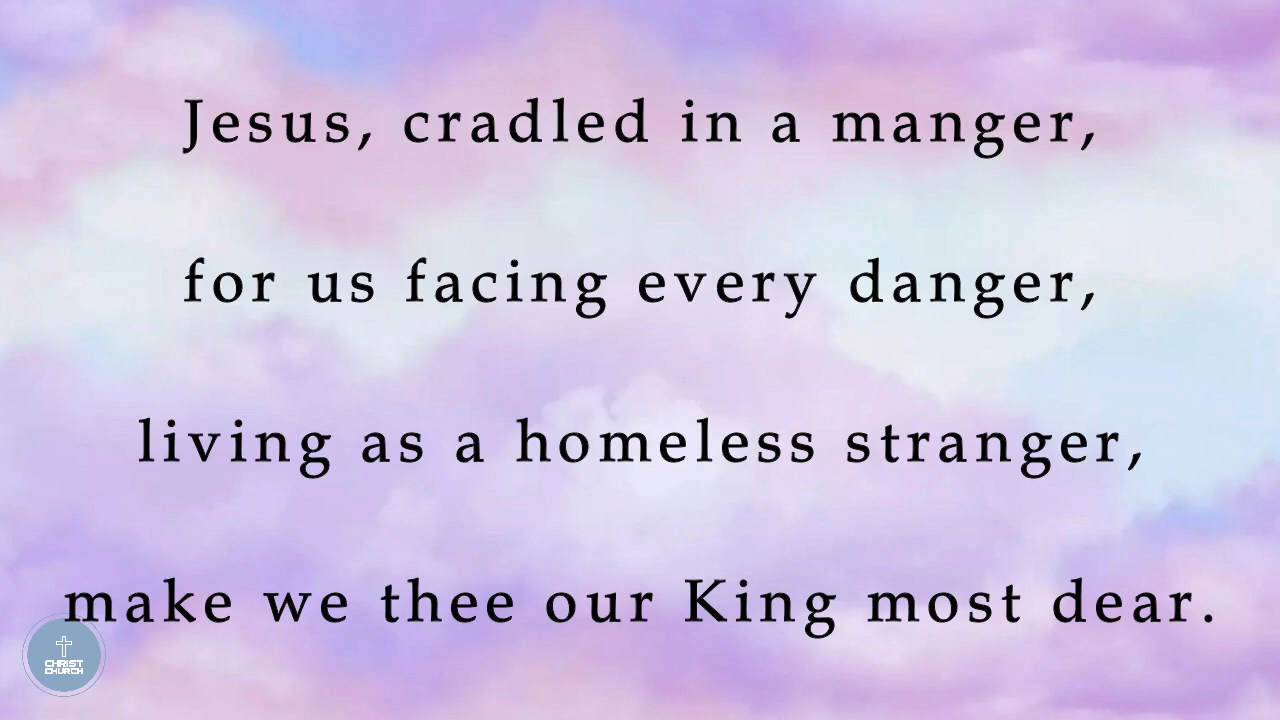 Jesus, cradled in a manger,
for us facing every danger,
living as a homeless stranger,
make we thee our King most dear.
CHRIST
CHURCH